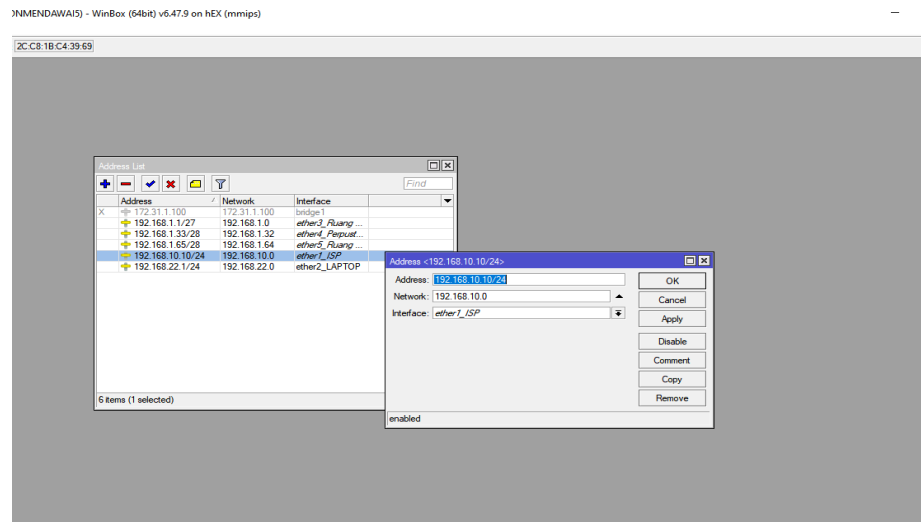 ONMENDAWAI5) - WinBox (64bit) v6.47.9 on hEX (mmips)
2C:C8:1B:C4:39:69
Address List
Find
Address / Network Interface
X 172.31.1.100 172.31.1.100 bridge1
192.168.1.1/27 192.168.1.0 ether3_Ruang ...
192.168.1.33/28 192.168.1.32 ether4_Perpust...
192.168.1.65/28 192.168.1.64 ether5_Ruang ...
192.168.10.10/24 192.168.10.0 ether1_ISP
192.168.22.1/24 192.168.22.0 ether2_LAPTOP
6 items (1 selected)
Address <192.168.10.10/24>
Address: 192.168.10.10/24
Network: 192.168.10.0
Interface: ether1_ISP
OK
Cancel
Apply
Disable
Comment
Copy
Remove
enabled